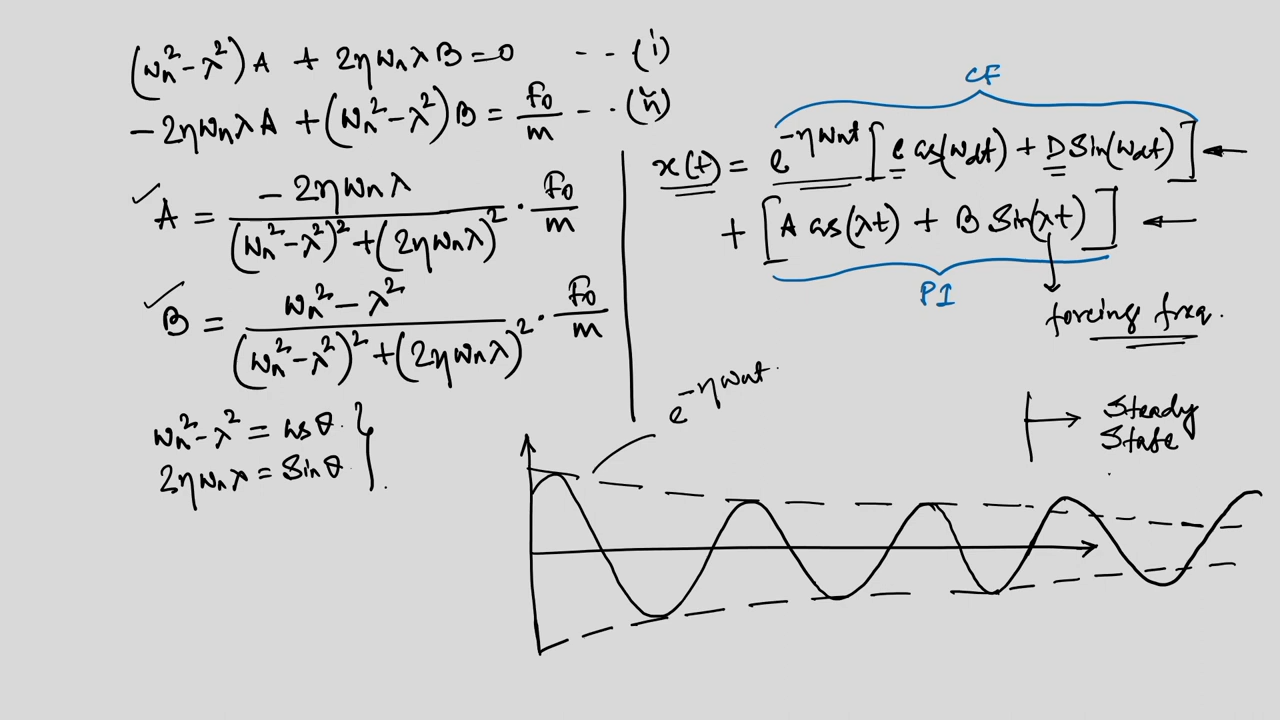 (ωn² − λ²) A + 2ηωnλ B = 0 -- (i)
− 2ηωnλ A + (ωn² − λ²) B = F0/m -- (ii)
✓ A = − 2ηωnλ / (ωn² − λ²)² + (2ηωnλ)² · F0/m
✓ B = ωn² − λ² / (ωn² − λ²)² + (2ηωnλ)² · F0/m
ωn² − λ² = cos θ
2ηωnλ = Sin θ
CF
x(t) = e^−ηωnt [C cos(ωdt) + D Sin(ωdt)] ←
+ [A cos(λt) + B Sin(λt)] ←
PI
forcing freq.
e^−ηωnt
Steady
State